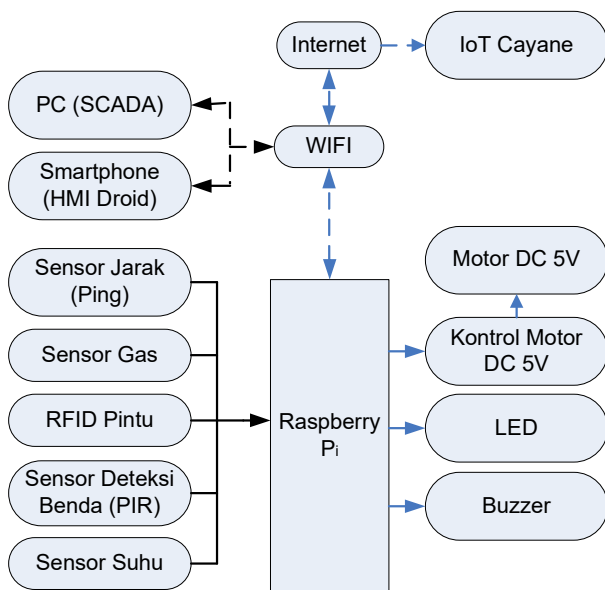 Internet
IoT Cayane
PC (SCADA)
WIFI
Smartphone
(HMI Droid)
Sensor Jarak
(Ping)
Sensor Gas
RFID Pintu
Sensor Deteksi
Benda (PIR)
Sensor Suhu
Raspberry
Pi
Motor DC 5V
Kontrol Motor
DC 5V
LED
Buzzer